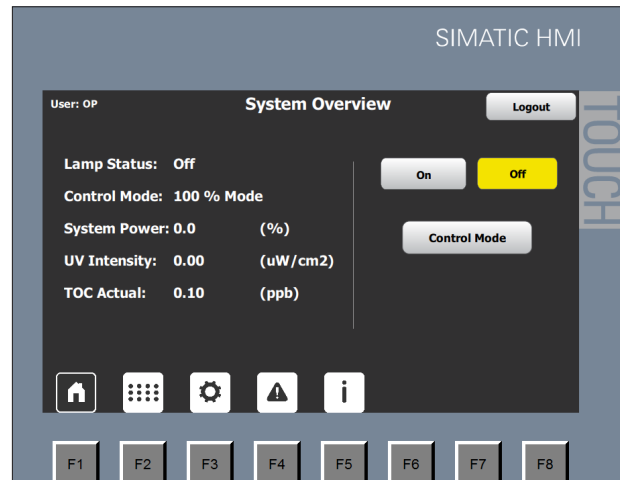 SIMATIC HMI
TOUCH
User: OP
System Overview
Logout
Lamp Status: Off
On
Off
Control Mode: 100 % Mode
System Power: 0.0 (%)
Control Mode
UV Intensity: 0.00 (uW/cm2)
TOC Actual: 0.10 (ppb)
i
F1 F2 F3 F4 F5 F6 F7 F8